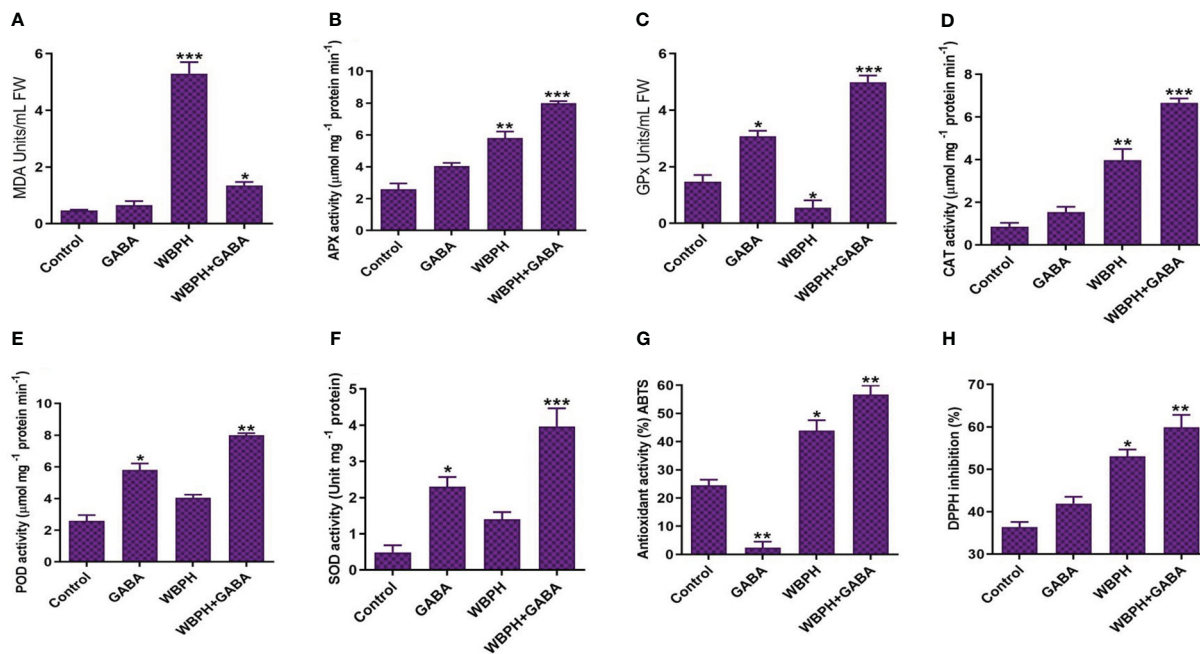 A
MDA Units/mL FW
6
4
2
0
***
*
Control
GABA
WBPH
WBPH+GABA
B
APX activity (µmol mg -1 protein min-1)
10
8
6
4
2
0
**
***
Control
GABA
WBPH
WBPH+GABA
C
GPx Units/mL FW
6
4
2
0
*
*
***
Control
GABA
WBPH
WBPH+GABA
D
CAT activity (µmol mg -1 protein min-1)
8
6
4
2
0
**
***
Control
GABA
WBPH
WBPH+GABA
E
POD activity (µmol mg -1 protein min-1)
10
8
6
4
2
0
*
**
Control
GABA
WBPH
WBPH+GABA
F
SOD activity (Unit mg -1 protein)
5
4
3
2
1
0
*
***
Control
GABA
WBPH
WBPH+GABA
G
Antioxidant activity (%) ABTS
60
50
40
30
20
10
0
**
*
**
Control
GABA
WBPH
WBPH+GABA
H
DPPH inhibition (%)
70
60
50
40
30
*
**
Control
GABA
WBPH
WBPH+GABA